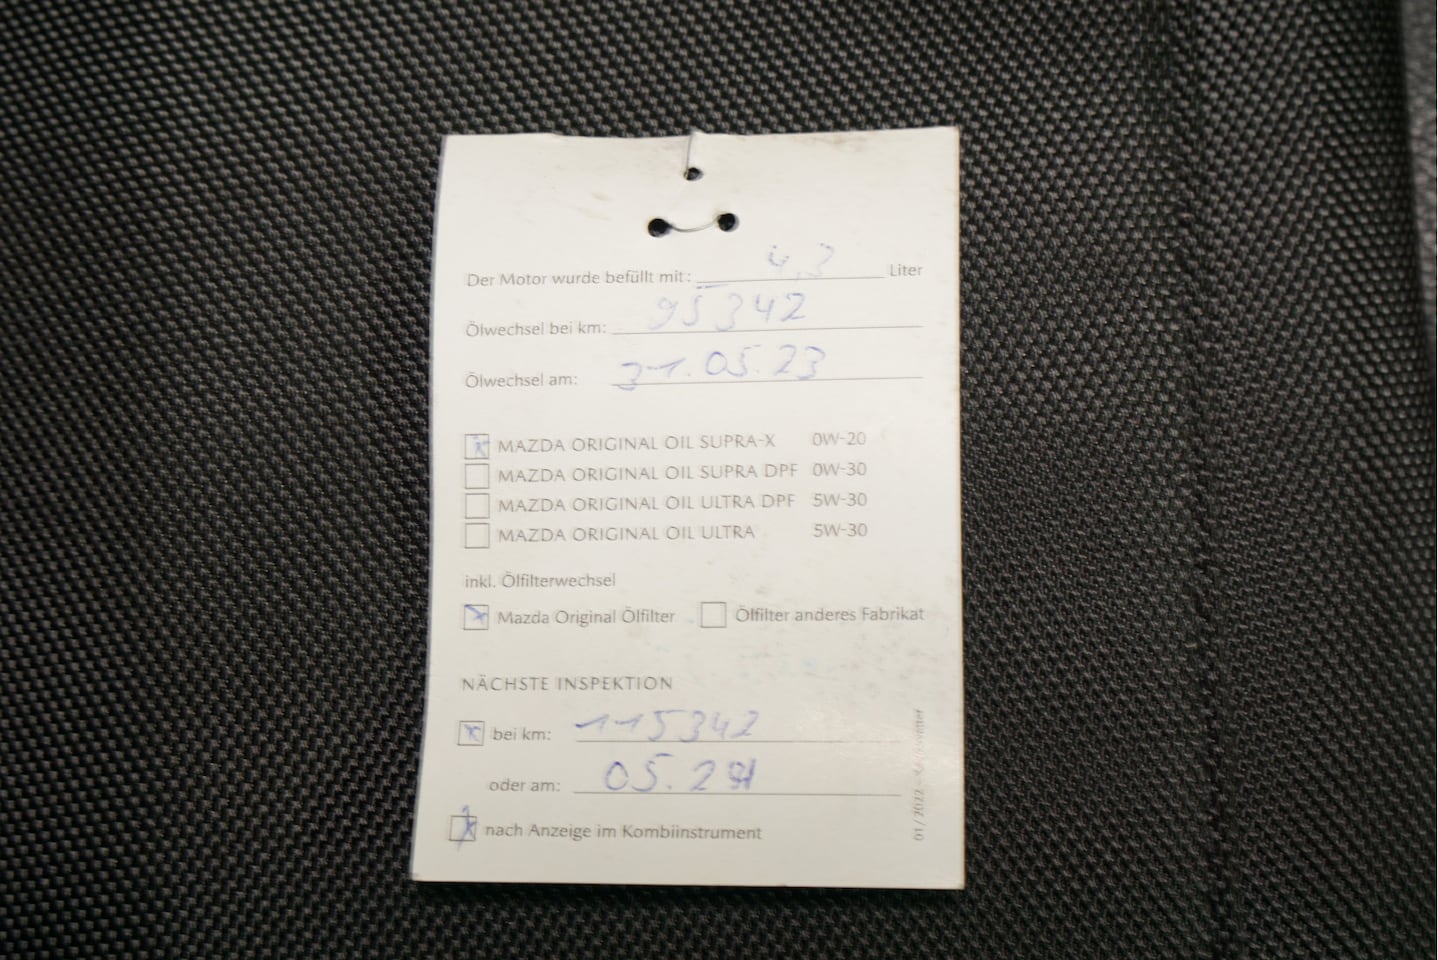 Der Motor wurde befüllt mit: 4,3 Liter
Ölwechsel bei km: 95342
Ölwechsel am: 31.05.23
MAZDA ORIGINAL OIL SUPRA-X 0W-20
MAZDA ORIGINAL OIL SUPRA DPF 0W-30
MAZDA ORIGINAL OIL ULTRA DPF 5W-30
MAZDA ORIGINAL OIL ULTRA 5W-30
inkl. Ölfilterwechsel
Mazda Original Ölfilter Ölfilter anderes Fabrikat
NÄCHSTE INSPEKTION
bei km: 115342
oder am: 05.24
nach Anzeige im Kombiinstrument
01/2022